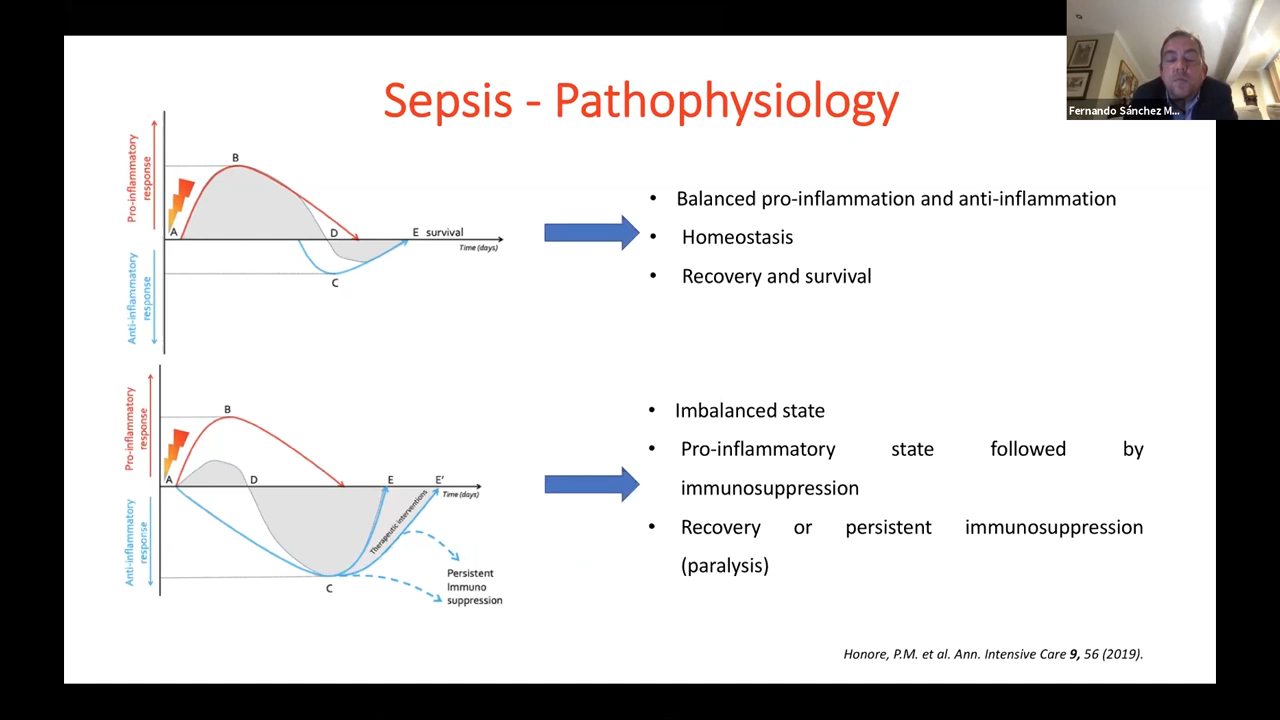 Fernando Sánchez M...
Sepsis - Pathophysiology
Pro-inflammatory
response
Anti-inflammatory
response
A
B
C
D
E survival
Time (days)
• Balanced pro-inflammation and anti-inflammation
• Homeostasis
• Recovery and survival
Pro-inflammatory
response
Anti-inflammatory
response
A
B
C
D
E
E'
Time (days)
Therapeutic interventions
Persistent
Immuno
suppression
• Imbalanced state
• Pro-inflammatory state followed by
immunosuppression
• Recovery or persistent immunosuppression
(paralysis)
Honore, P.M. et al. Ann. Intensive Care 9, 56 (2019).